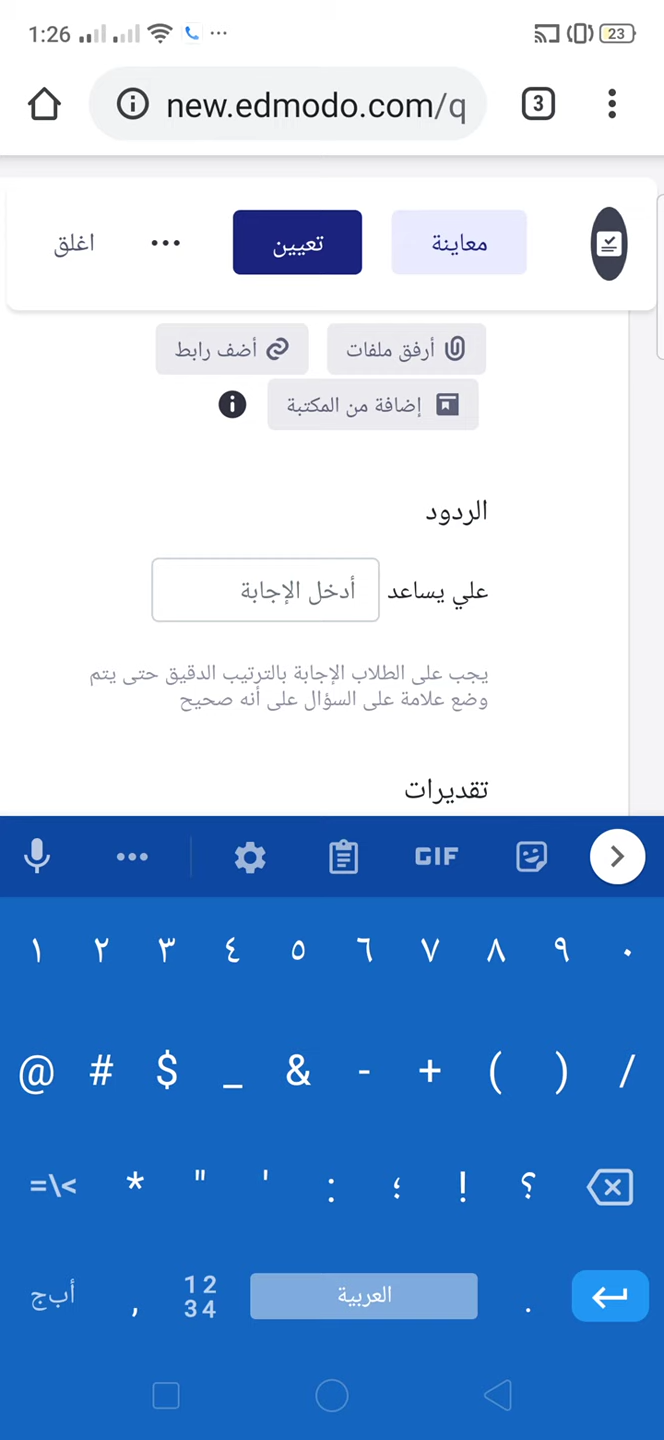 1:26
23
new.edmodo.com/q
3
معاينة
تعيين
اغلق
أرفق ملفات
أضف رابط
إضافة من المكتبة
الردود
علي يساعد
أدخل الإجابة
يجب على الطلاب الإجابة بالترتيب الدقيق حتى يتم
وضع علامة على السؤال على أنه صحيح
تقديرات
GIF
١ ٢ ٣ ٤ ٥ ٦ ٧ ٨ ٩ ٠
@ # $ _ & - + ( ) /
=\< * " ' : ؛ ! ؟
أب‌ج , 12 34 العربية .